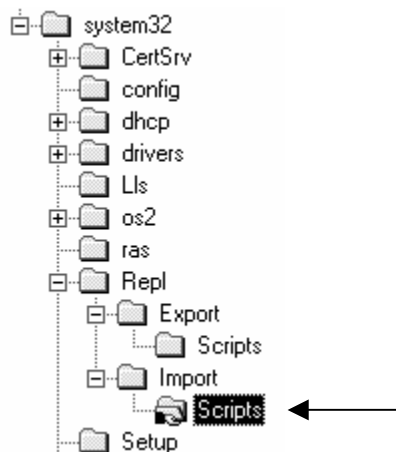 system32
CertSrv
config
dhcp
drivers
Lls
os2
ras
Repl
Export
Scripts
Import
Scripts
Setup